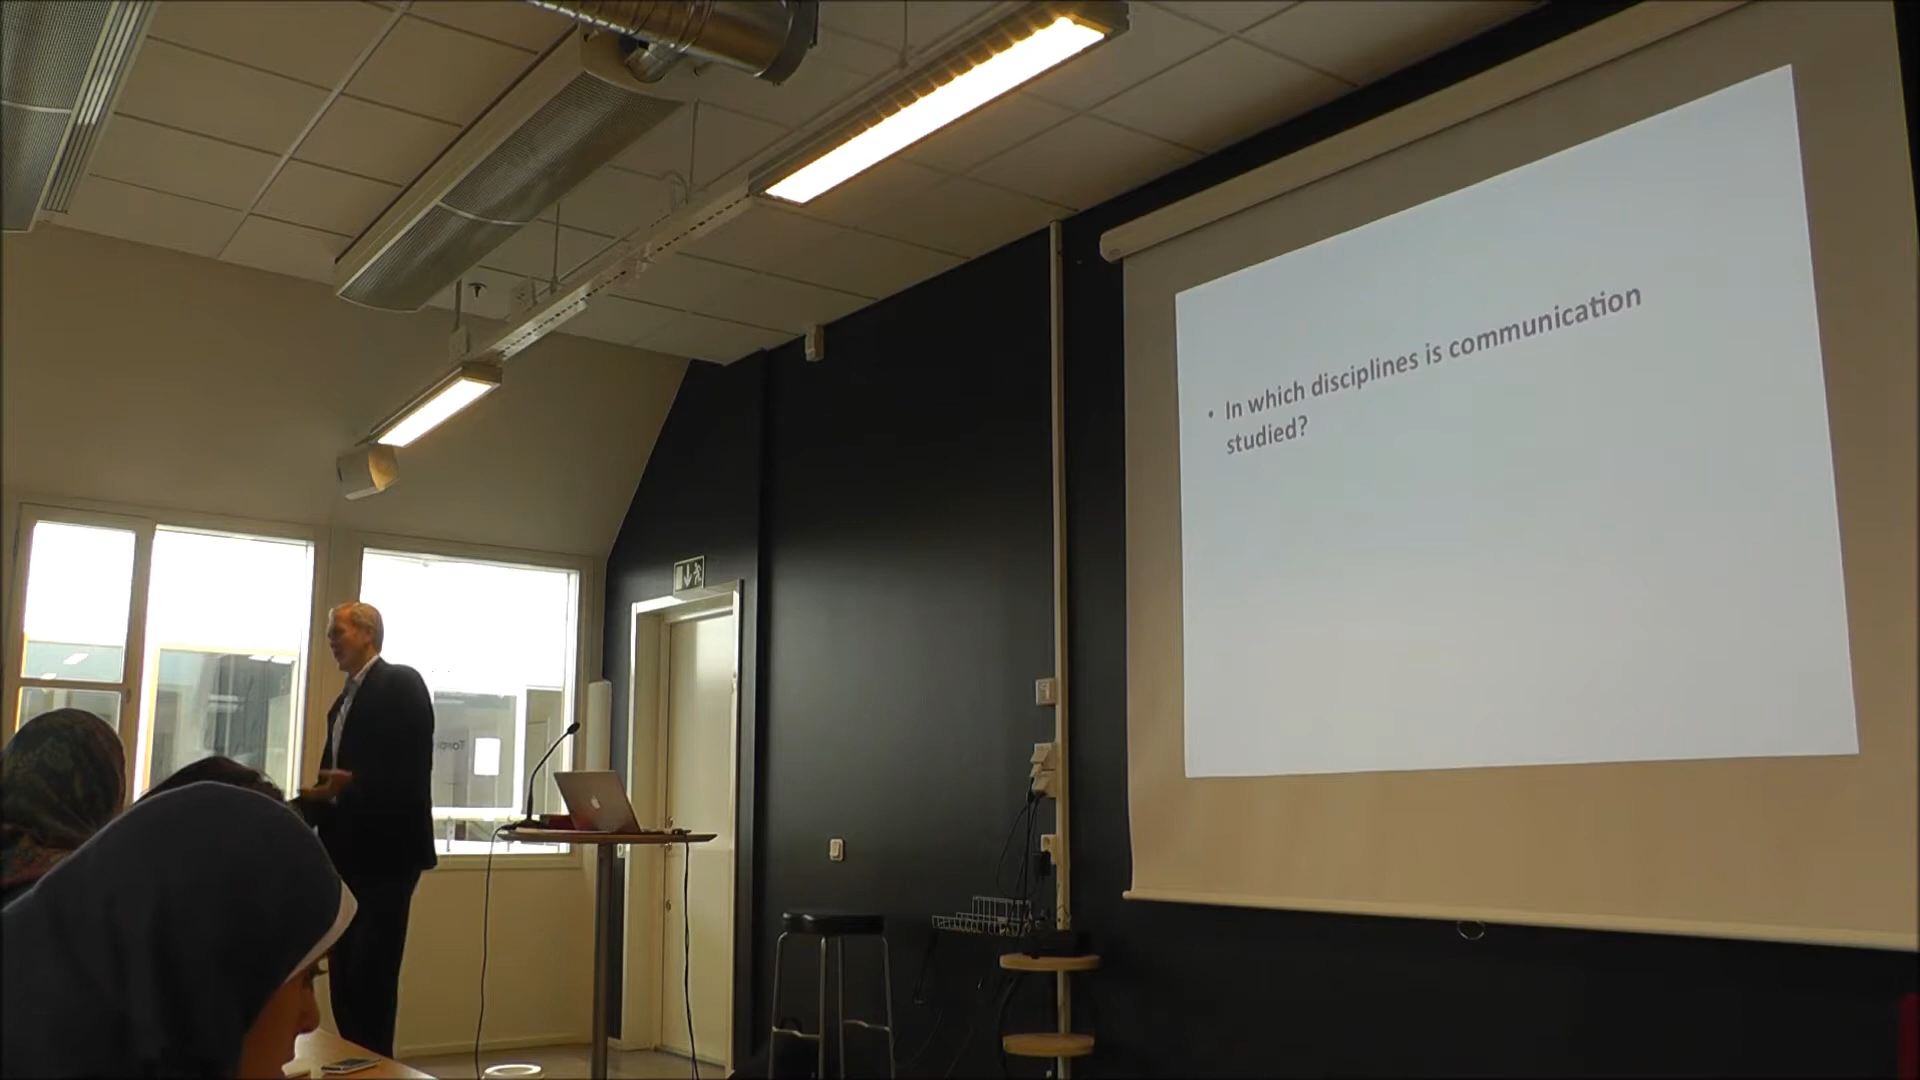 • In which disciplines is communication
studied?